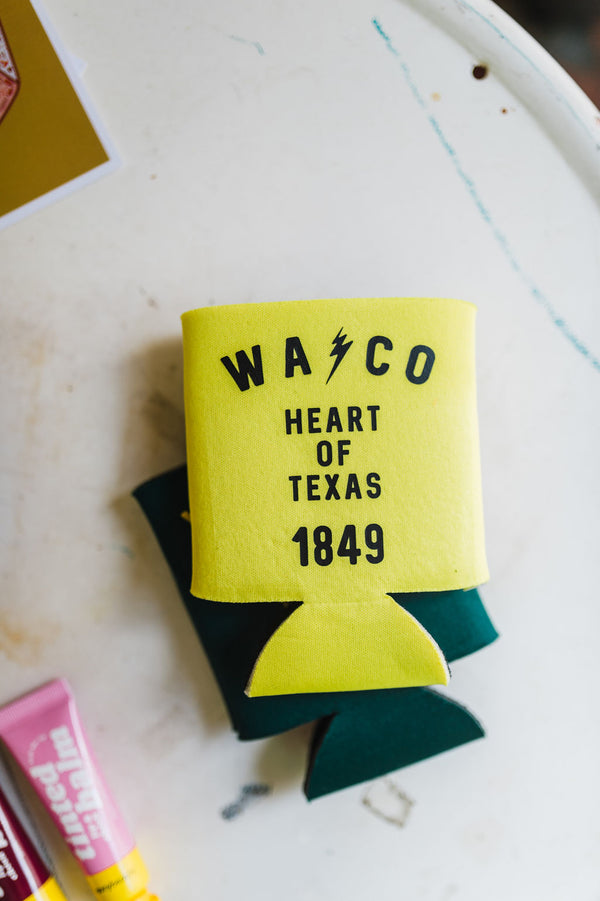 WA CO
HEART
OF
TEXAS
1849
tinted
balm